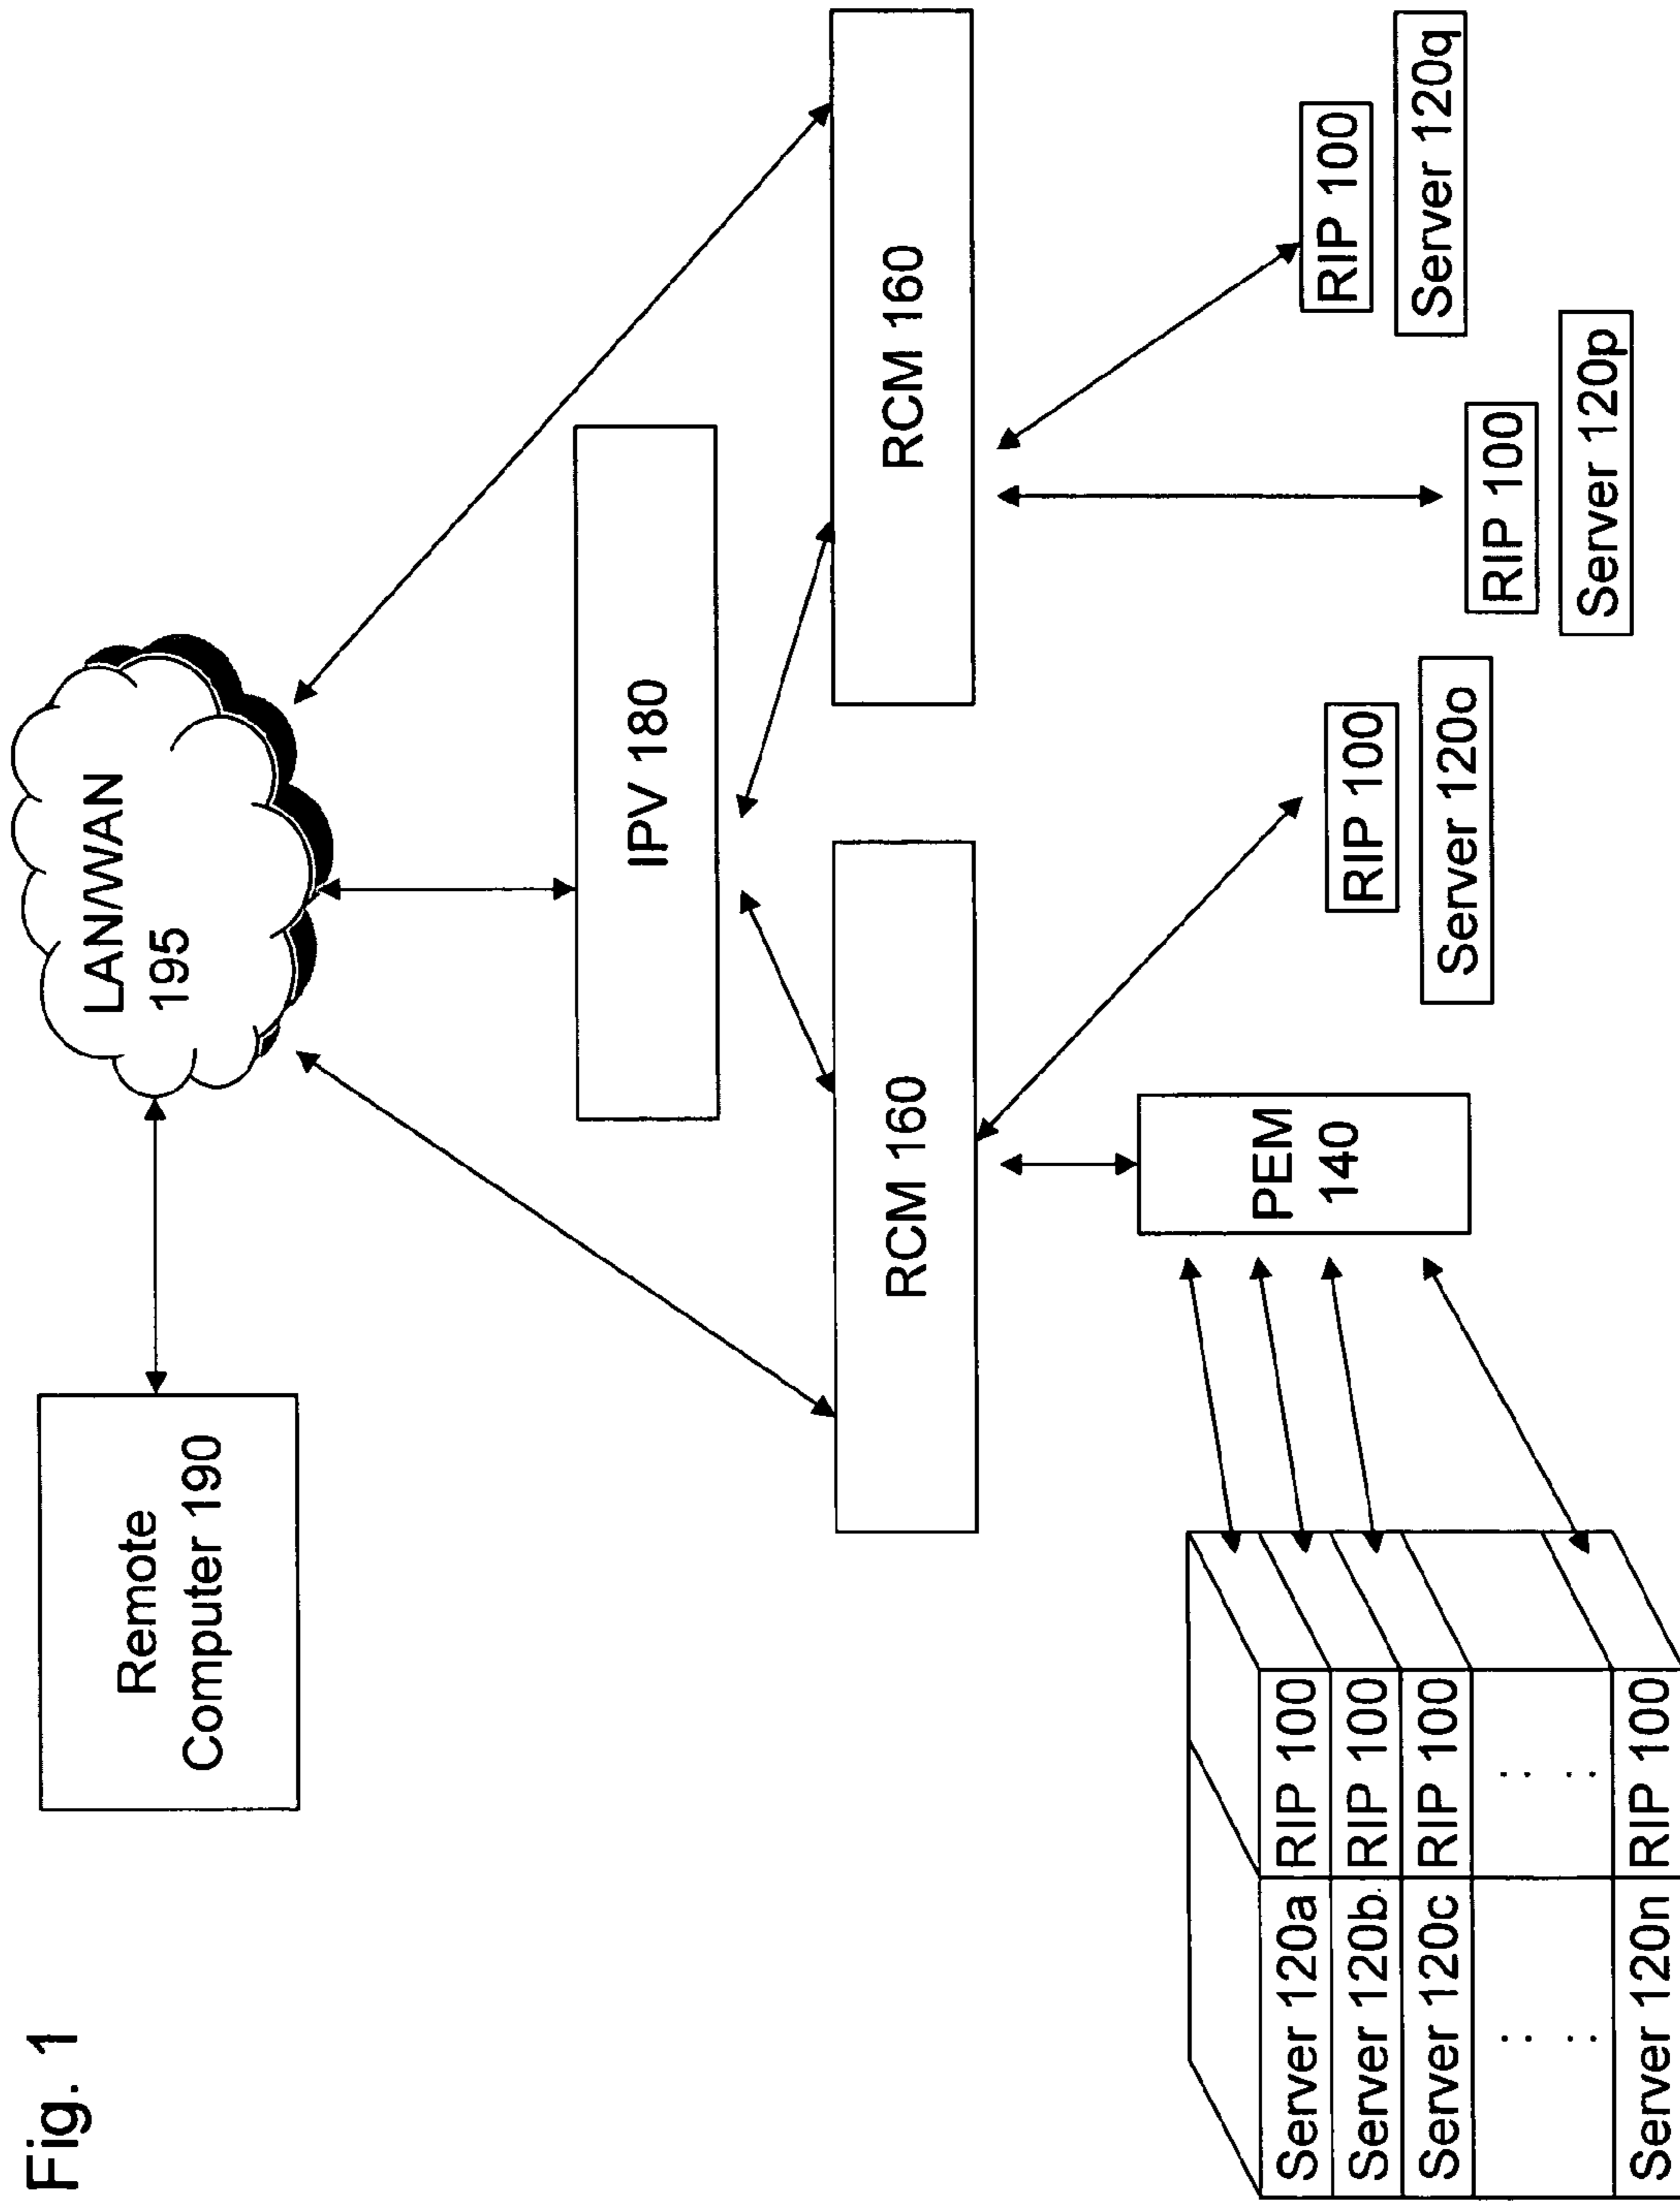 Fig. 1
Remote
Computer 190
LAN/WAN
195
IPV 180
RCM 160
RCM 160
PEM
140
RIP 100
Server 120o
RIP 100
Server 120p
RIP 100
Server 120q
Server 120a RIP 100
Server 120b RIP 100
Server 120c RIP 100
. . . .
. . . .
Server 120n RIP 100